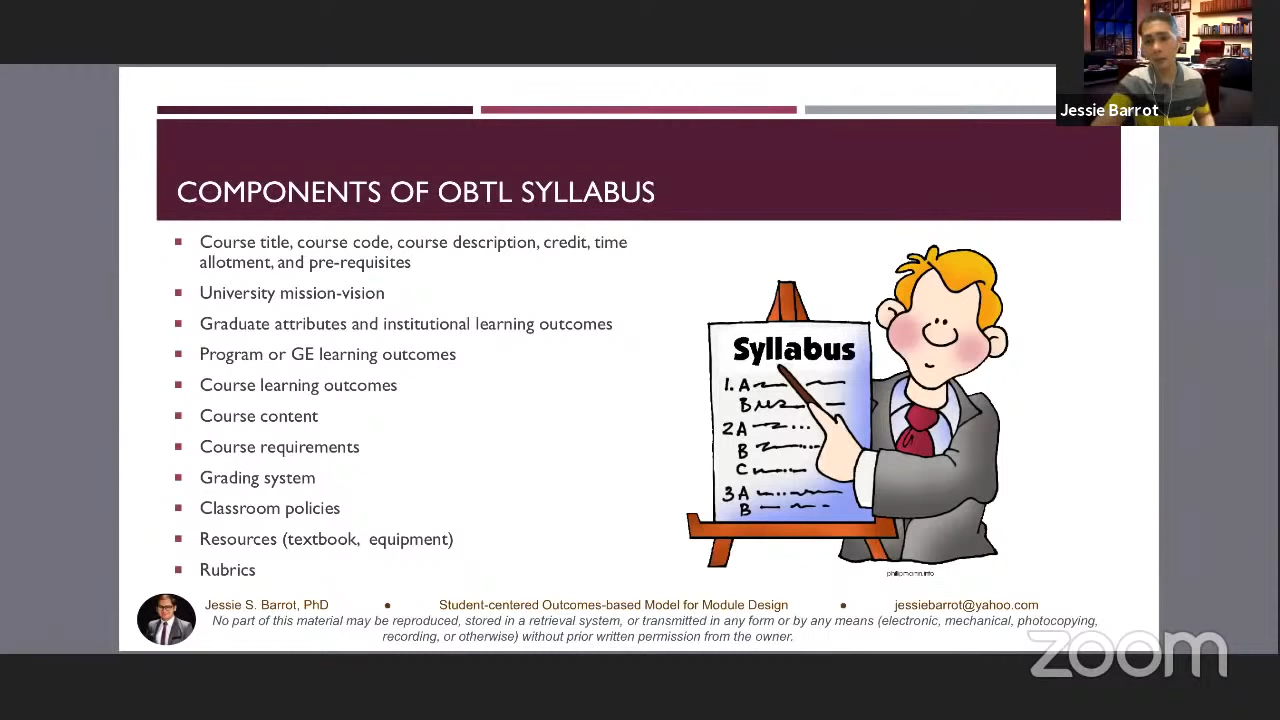 Jessie Barrot
COMPONENTS OF OBTL SYLLABUS
Course title, course code, course description, credit, time
allotment, and pre-requisites
University mission-vision
Graduate attributes and institutional learning outcomes
Program or GE learning outcomes
Course learning outcomes
Course content
Course requirements
Grading system
Classroom policies
Resources (textbook, equipment)
Rubrics
Syllabus
1. A
B
2 A
B
C
3 A
B
philipmartin.info
Jessie S. Barrot, PhD • Student-centered Outcomes-based Model for Module Design • jessiebarrot@yahoo.com
No part of this material may be reproduced, stored in a retrieval system, or transmitted in any form or by any means (electronic, mechanical, photocopying,
recording, or otherwise) without prior written permission from the owner.
zoom